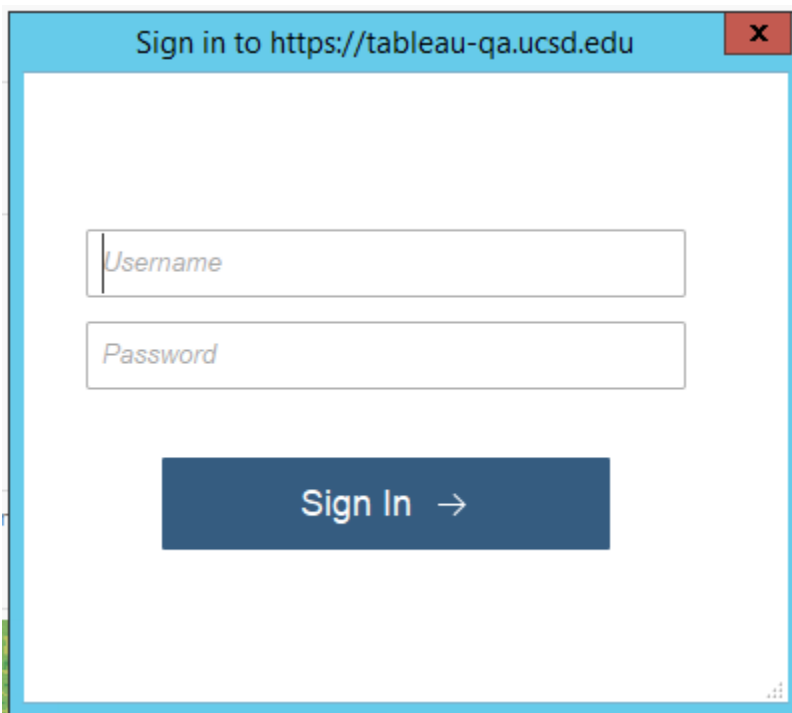 Sign in to https://tableau-qa.ucsd.edu
x
Username
Password
Sign In →